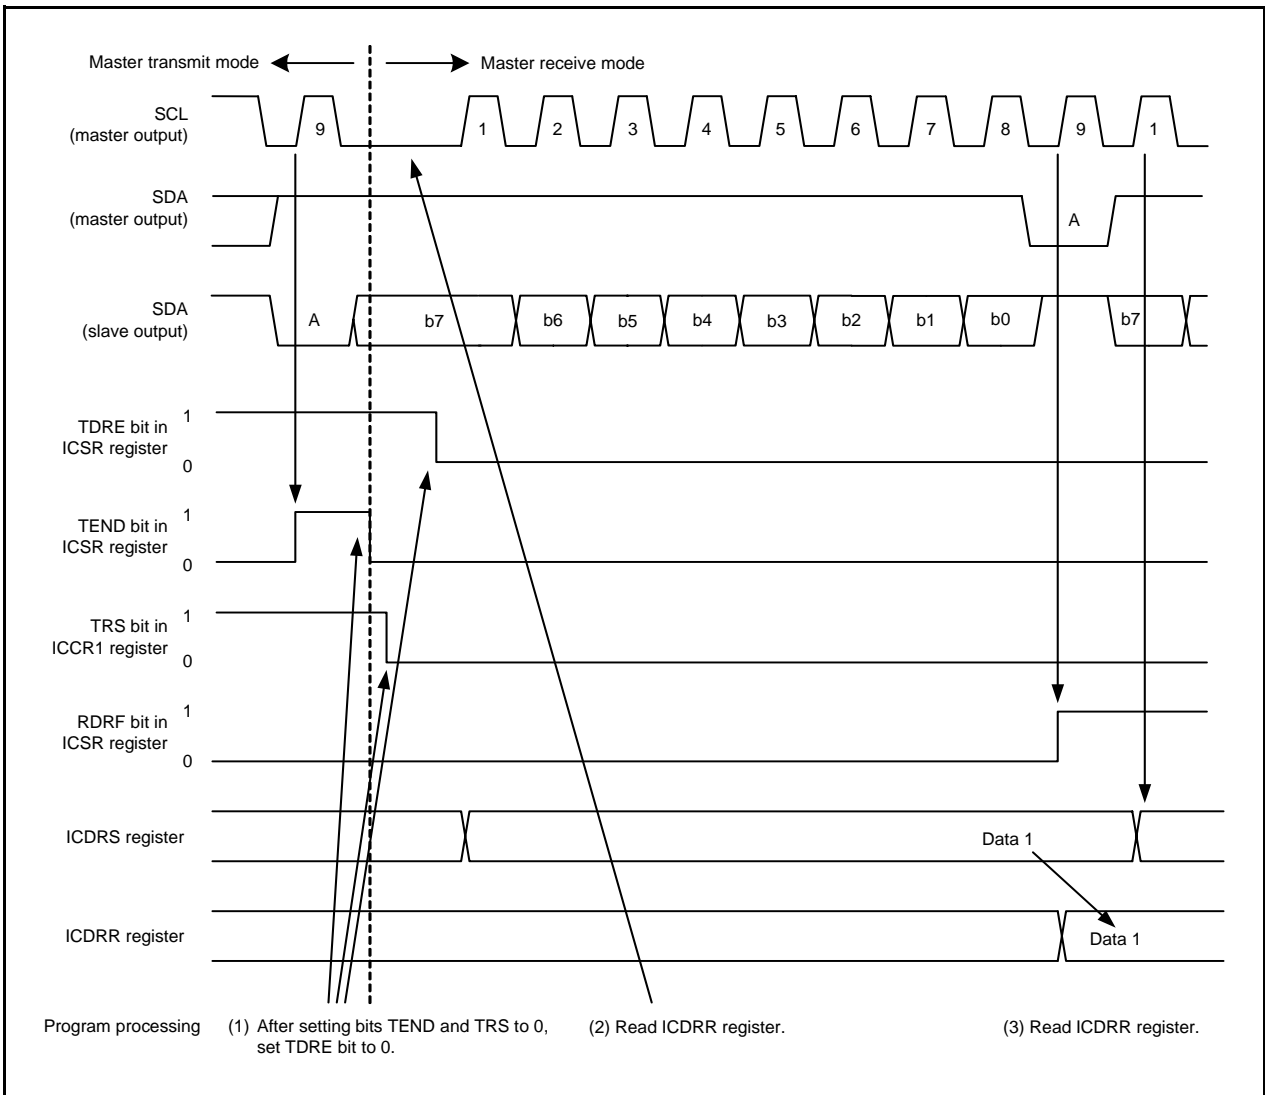 Master transmit mode
Master receive mode
SCL
(master output)
9
1
2
3
4
5
6
7
8
9
1
SDA
(master output)
A
SDA
(slave output)
A
b7
b6
b5
b4
b3
b2
b1
b0
b7
TDRE bit in
ICSR register
1
0
TEND bit in
ICSR register
1
0
TRS bit in
ICCR1 register
1
0
RDRF bit in
ICSR register
1
0
ICDRS register
Data 1
ICDRR register
Data 1
Program processing
(1) After setting bits TEND and TRS to 0,
set TDRE bit to 0.
(2) Read ICDRR register.
(3) Read ICDRR register.